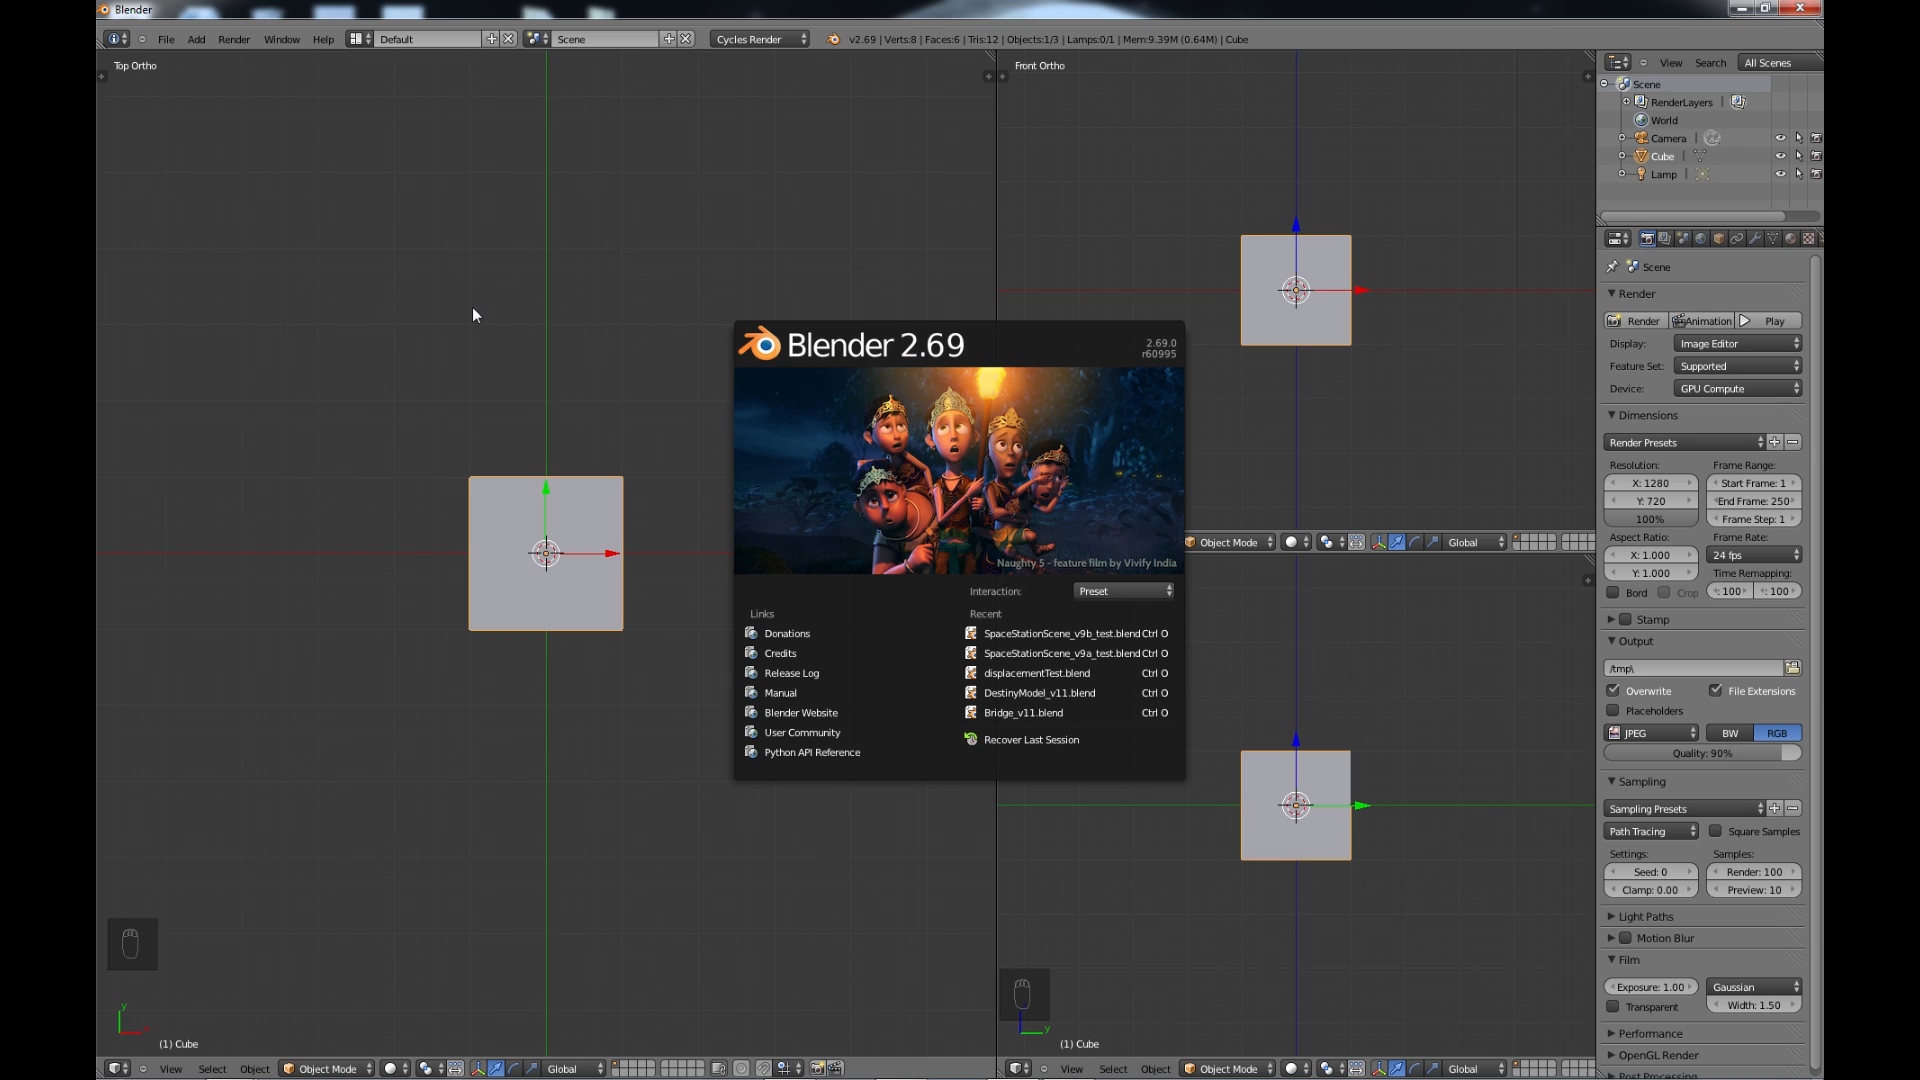 Blender
File Add Render Window Help Default Scene Cycles Render v2.69 | Verts:8 | Faces:6 | Tris:12 | Objects:1/3 | Lamps:0/1 | Mem:9.39M (0.64M) | Cube
Top Ortho
Front Ortho
View Search All Scenes
Scene
RenderLayers
World
Camera
Cube
Lamp
Scene
Render
Render Animation Play
Display: Image Editor
Feature Set: Supported
Device: GPU Compute
Dimensions
Render Presets
Resolution: Frame Range:
X: 1280 Start Frame: 1
Y: 720 End Frame: 250
100% Frame Step: 1
Aspect Ratio: Frame Rate:
X: 1.000 24 fps
Y: 1.000 Time Remapping:
Bord Crop : 100 : 100
Stamp
Output
/tmp\
Overwrite File Extensions
Placeholders
JPEG BW RGB
Quality: 90%
Sampling
Sampling Presets
Path Tracing Square Samples
Settings: Samples:
Seed: 0 Render: 100
Clamp: 0.00 Preview: 10
Light Paths
Motion Blur
Film
Exposure: 1.00 Gaussian
Transparent Width: 1.50
Performance
OpenGL Render
Post Processing
Blender 2.69
2.69.0
r60995
Naughty 5 - feature film by Vivify India
Interaction: Preset
Links
Donations
Credits
Release Log
Manual
Blender Website
User Community
Python API Reference
Recent
SpaceStationScene_v9b_test.blend Ctrl O
SpaceStationScene_v9a_test.blend Ctrl O
displacementTest.blend Ctrl O
DestinyModel_v11.blend Ctrl O
Bridge_v11.blend Ctrl O
Recover Last Session
Object Mode Global
y
x
(1) Cube
View Select Object Object Mode Global
y
(1) Cube
View Select Object Object Mode Global